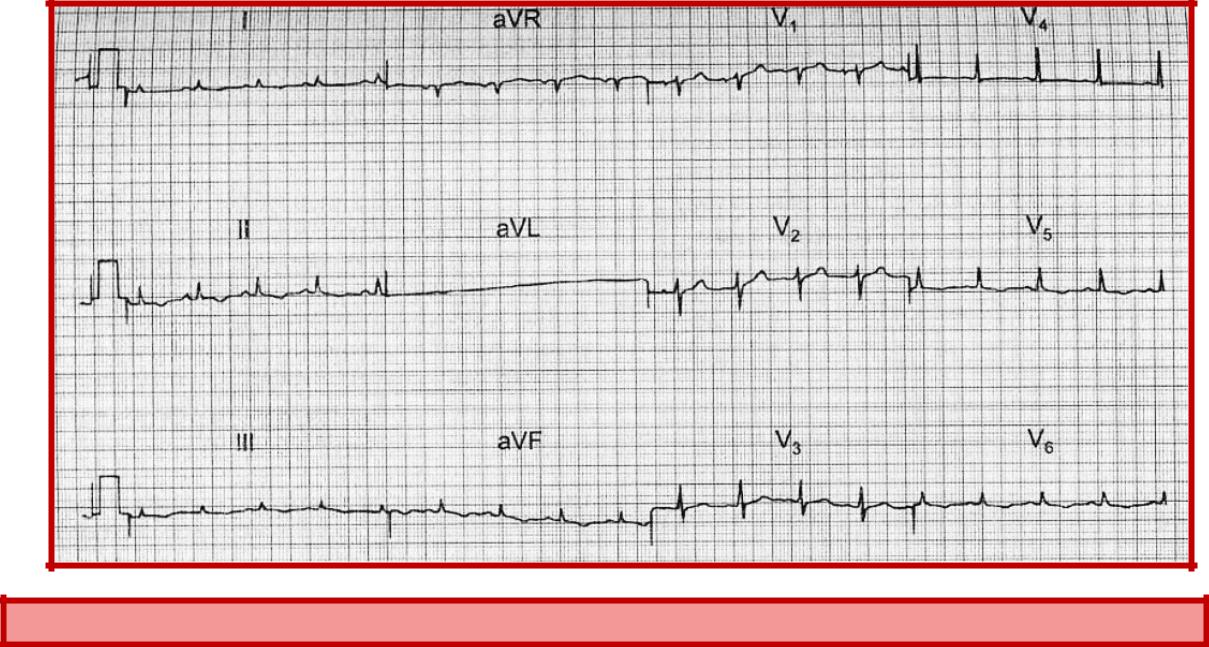 I aVR V₁ V₄
II aVL V₂ V₅
III aVF V₃ V₆